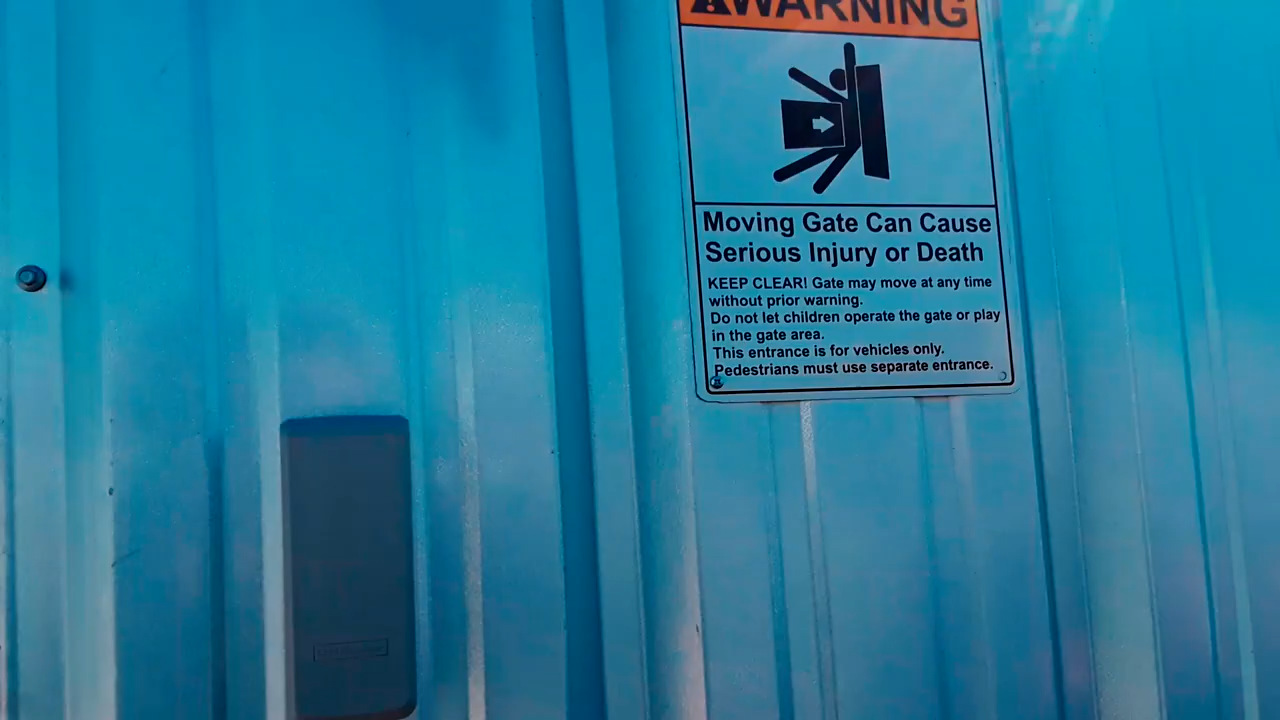 WARNING
Moving Gate Can Cause
Serious Injury or Death
KEEP CLEAR! Gate may move at any time
without prior warning.
Do not let children operate the gate or play
in the gate area.
This entrance is for vehicles only.
Pedestrians must use separate entrance.